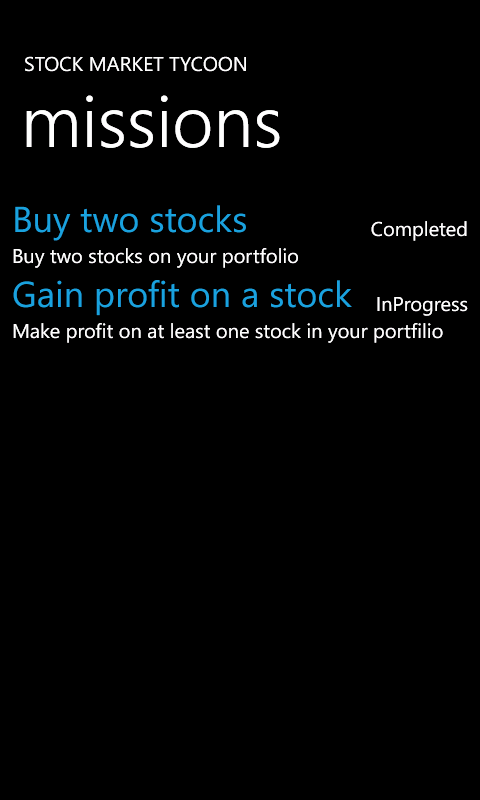 STOCK MARKET TYCOON
missions
Buy two stocks
Completed
Buy two stocks on your portfolio
Gain profit on a stock
InProgress
Make profit on at least one stock in your portfilio